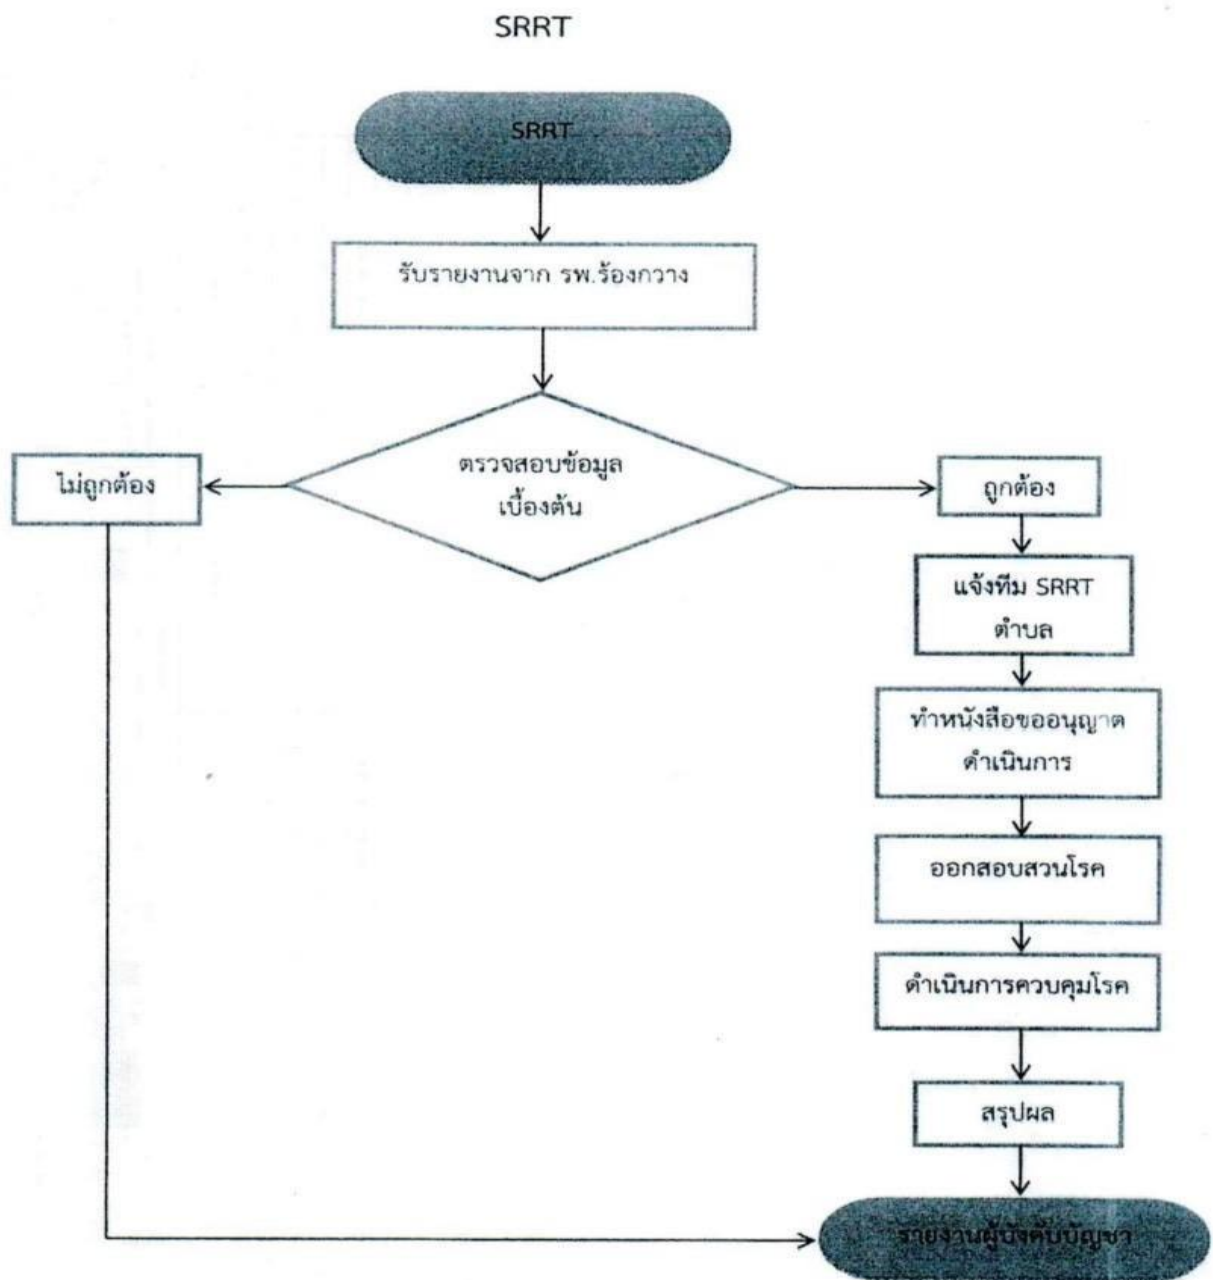 SRRT
SRRT
รับรายงานจาก รพ.ร้องกวาง
ตรวจสอบข้อมูล
เบื้องต้น
ไม่ถูกต้อง
ถูกต้อง
แจ้งทีม SRRT
ตำบล
ทำหนังสือขออนุญาต
ดำเนินการ
ออกสอบสวนโรค
ดำเนินการควบคุมโรค
สรุปผล
รายงานผู้บังคับบัญชา